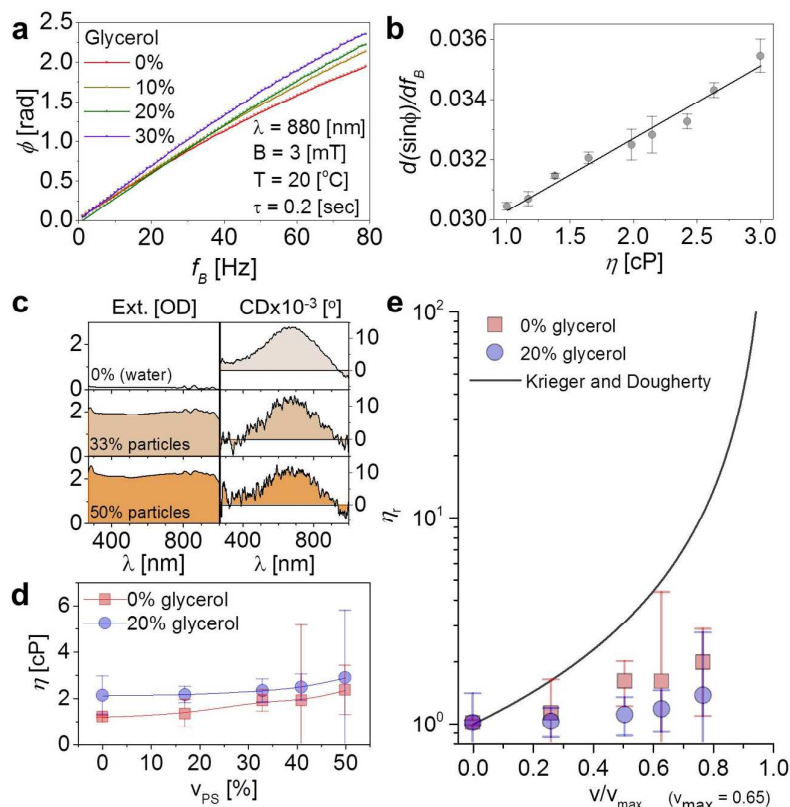 a
2.5
2.0
1.5
1.0
0.5
0.0
ϕ [rad]
Glycerol
0%
10%
20%
30%
λ = 880 [nm]
B = 3 [mT]
T = 20 [°C]
τ = 0.2 [sec]
0 20 40 60 80
f_B [Hz]
b
0.036
0.034
0.032
0.030
d(sinϕ)/df_B
1.0 1.5 2.0 2.5 3.0
η [cP]
c
Ext. [OD] CDx10⁻³ [º]
2
0
0% (water)
10
0
2
0
33% particles
10
0
2
0
50% particles
10
0
400 800 400 800
λ [nm] λ [nm]
d
6
4
2
0
η [cP]
0% glycerol
20% glycerol
0 10 20 30 40 50
v_PS [%]
e
10²
10¹
10⁰
η_r
0% glycerol
20% glycerol
Krieger and Dougherty
0.0 0.2 0.4 0.6 0.8 1.0
v/v_max (v_max = 0.65)